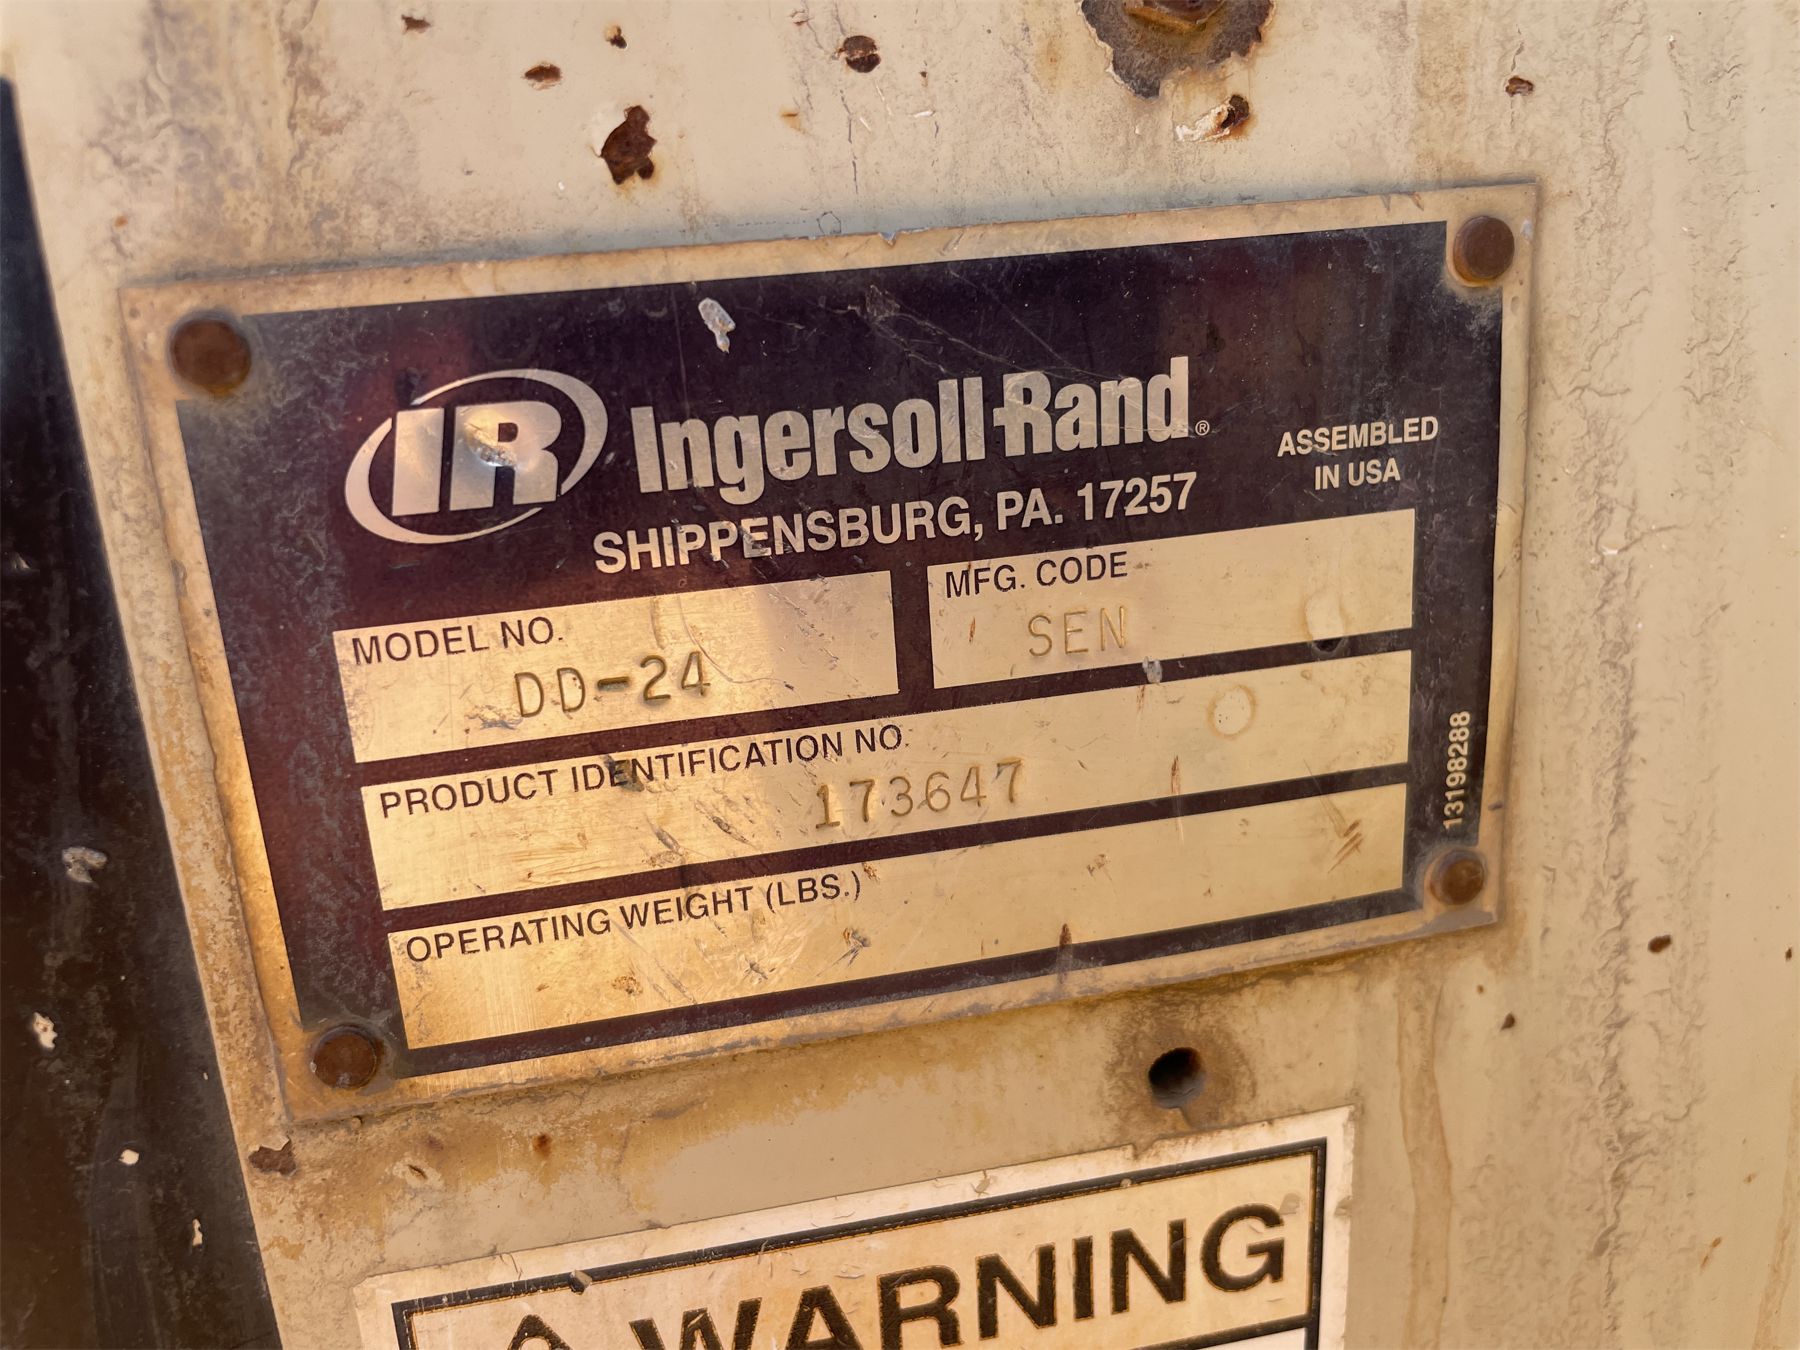 IR Ingersoll-Rand®
SHIPPENSBURG, PA. 17257
ASSEMBLED
IN USA
MODEL NO.
DD-24
MFG. CODE
SEN
PRODUCT IDENTIFICATION NO.
173647
OPERATING WEIGHT (LBS.)
13198288
WARNING